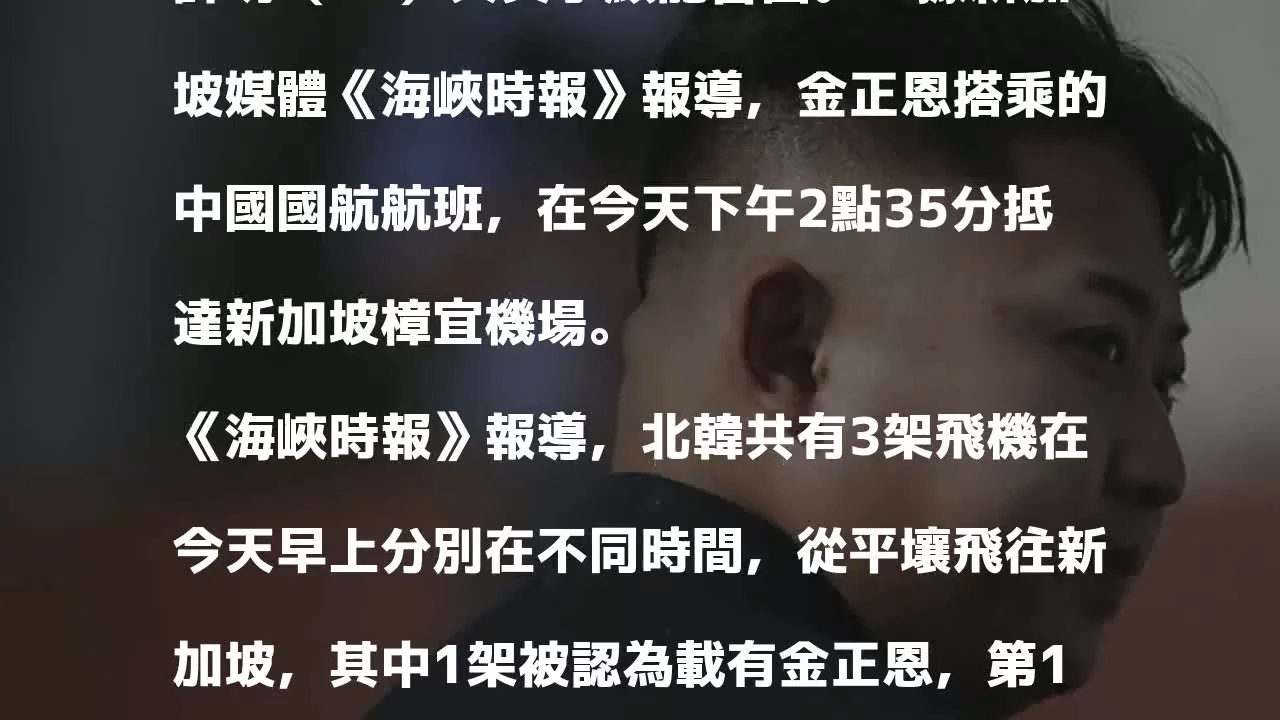 坡媒體《海峽時報》報導，金正恩搭乘的
中國國航航班，在今天下午2點35分抵
達新加坡樟宜機場。
《海峽時報》報導，北韓共有3架飛機在
今天早上分別在不同時間，從平壤飛往新
加坡，其中1架被認為載有金正恩，第1